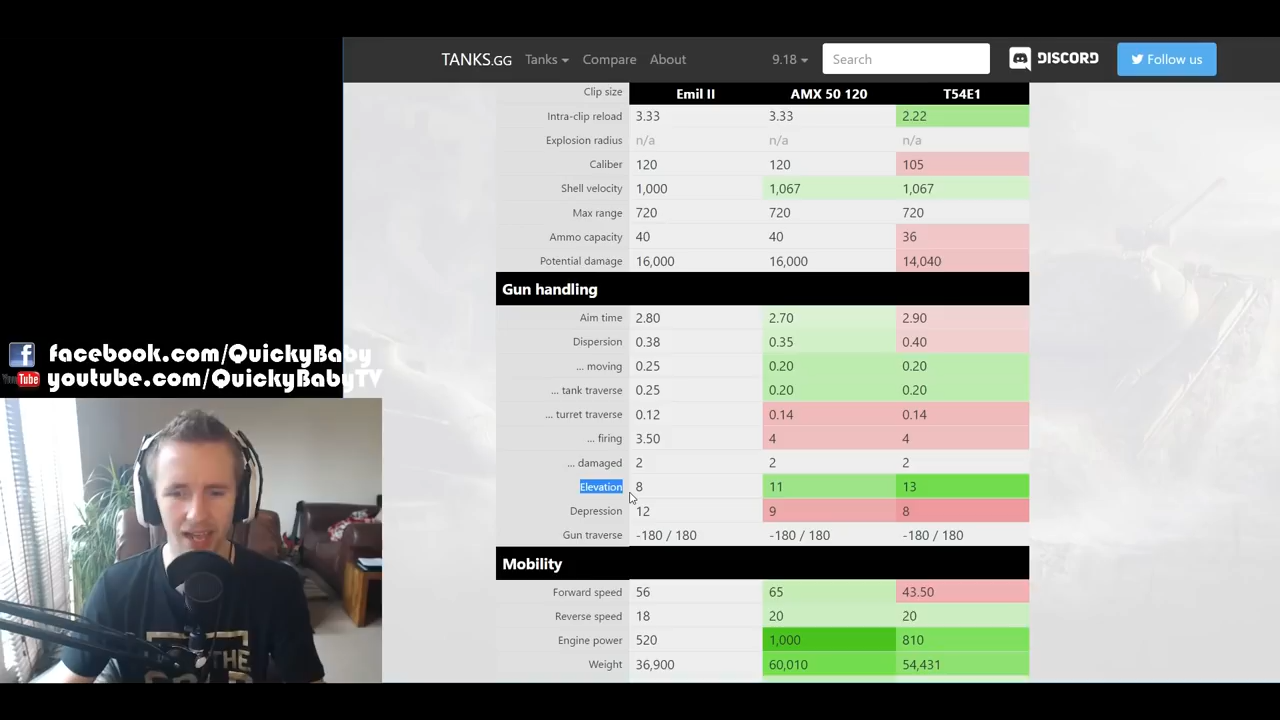 TANKS.GG Tanks Compare About 9.18 Search DISCORD Follow us
Clip size Emil II AMX 50 120 T54E1
Intra-clip reload 3.33 3.33 2.22
Explosion radius n/a n/a n/a
Caliber 120 120 105
Shell velocity 1,000 1,067 1,067
Max range 720 720 720
Ammo capacity 40 40 36
Potential damage 16,000 16,000 14,040
Gun handling
Aim time 2.80 2.70 2.90
Dispersion 0.38 0.35 0.40
... moving 0.25 0.20 0.20
... tank traverse 0.25 0.20 0.20
... turret traverse 0.12 0.14 0.14
... firing 3.50 4 4
... damaged 2 2 2
Elevation 8 11 13
Depression 12 9 8
Gun traverse -180 / 180 -180 / 180 -180 / 180
Mobility
Forward speed 56 65 43.50
Reverse speed 18 20 20
Engine power 520 1,000 810
Weight 36,900 60,010 54,431
facebook.com/QuickyBaby
YouTube youtube.com/QuickyBabyTV
THE